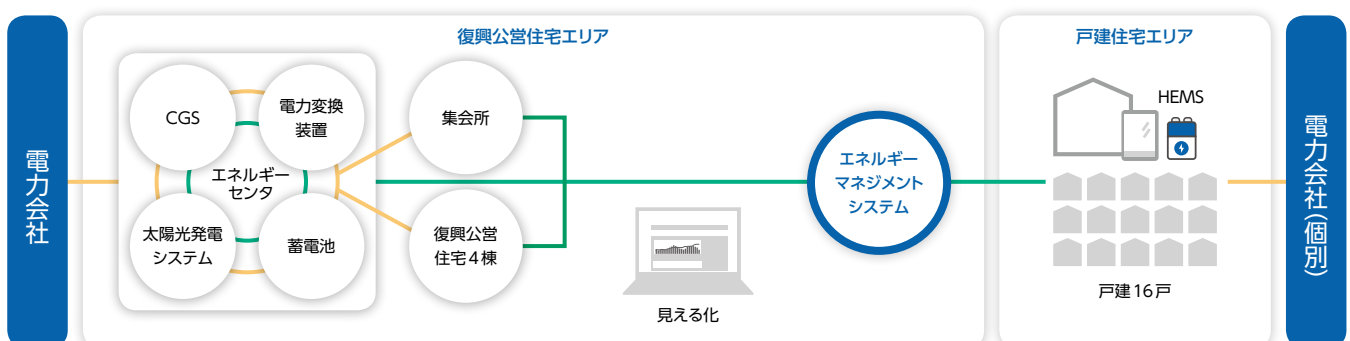 電力会社
復興公営住宅エリア
CGS
電力変換
装置
エネルギー
センタ
太陽光発電
システム
蓄電池
集会所
復興公営
住宅4棟
見える化
エネルギー
マネジメント
システム
戸建住宅エリア
HEMS
戸建16戸
電力会社(個別)